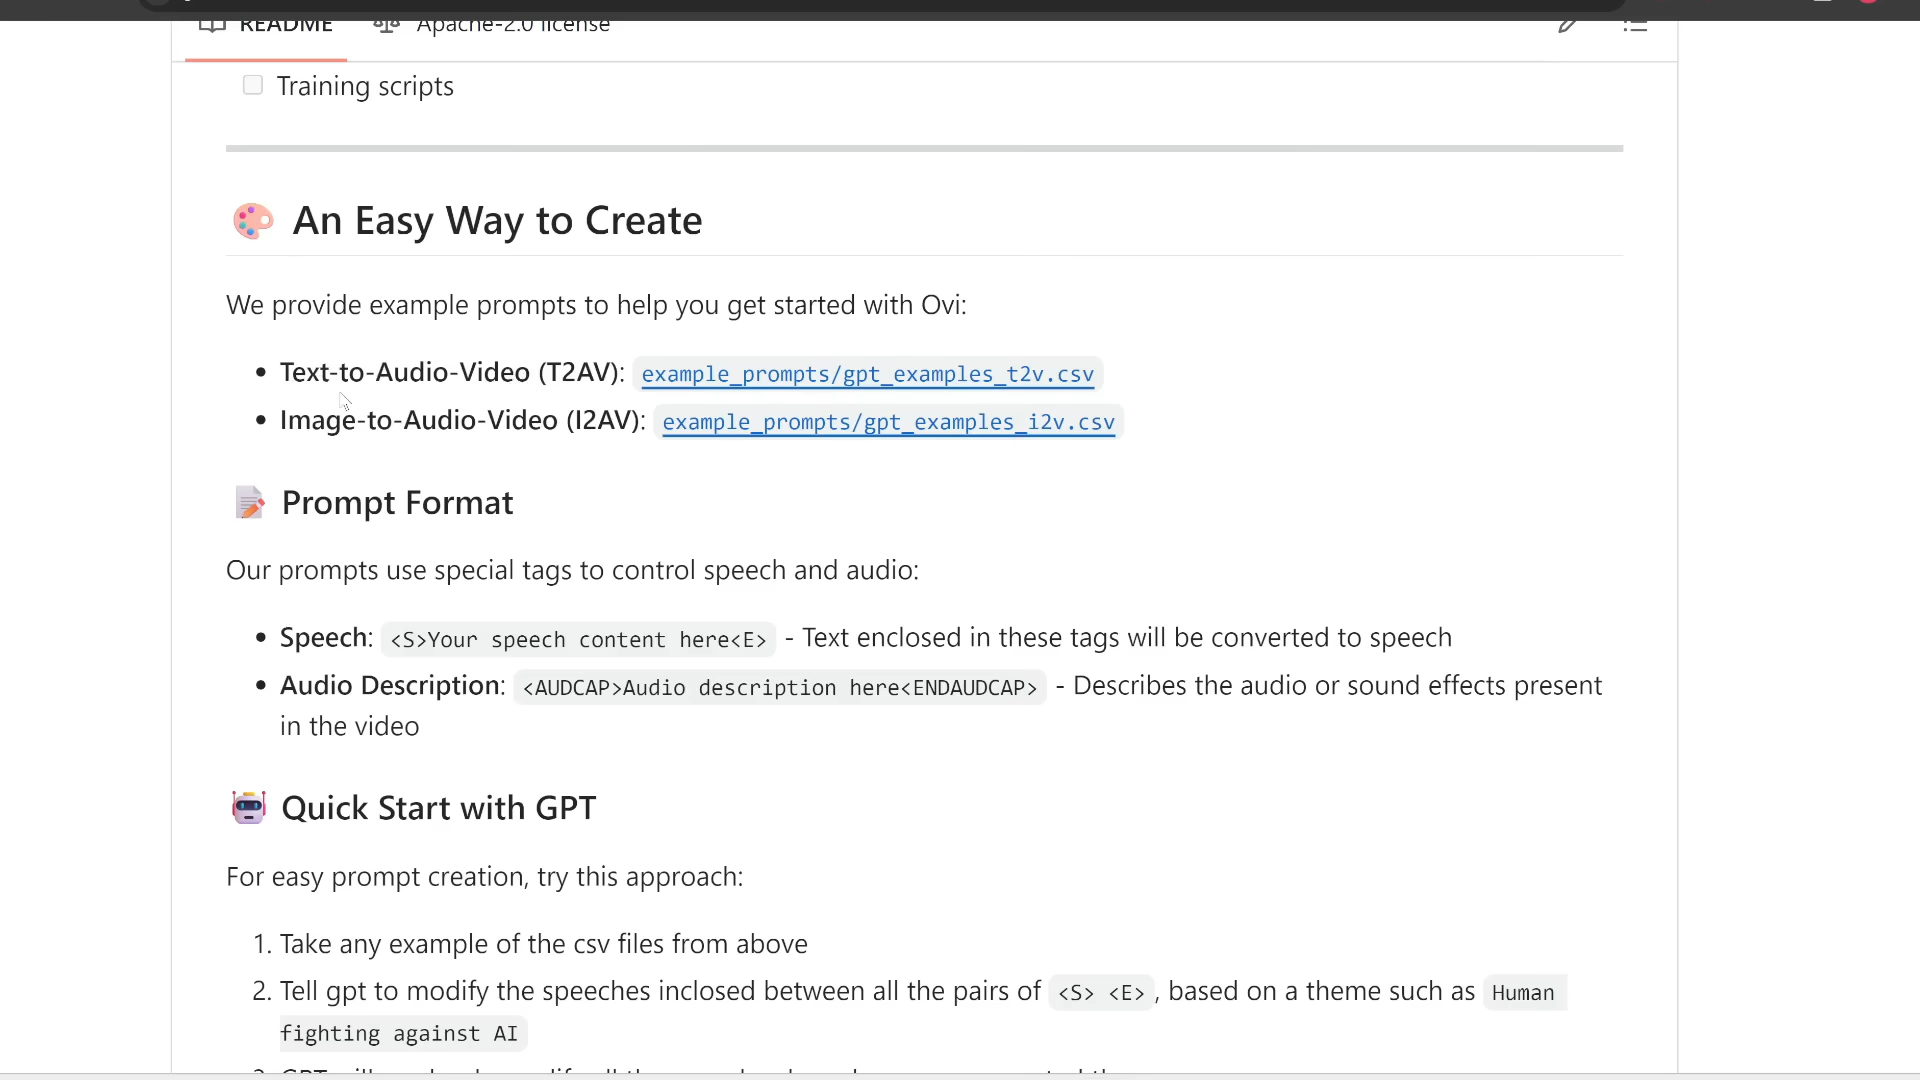 README Apache-2.0 license
Training scripts
An Easy Way to Create
We provide example prompts to help you get started with Ovi:
• Text-to-Audio-Video (T2AV): example_prompts/gpt_examples_t2v.csv
• Image-to-Audio-Video (I2AV): example_prompts/gpt_examples_i2v.csv
Prompt Format
Our prompts use special tags to control speech and audio:
• Speech: <S>Your speech content here<E> - Text enclosed in these tags will be converted to speech
• Audio Description: <AUDCAP>Audio description here<ENDAUDCAP> - Describes the audio or sound effects present
in the video
Quick Start with GPT
For easy prompt creation, try this approach:
1. Take any example of the csv files from above
2. Tell gpt to modify the speeches inclosed between all the pairs of <S> <E>, based on a theme such as Human
fighting against AI